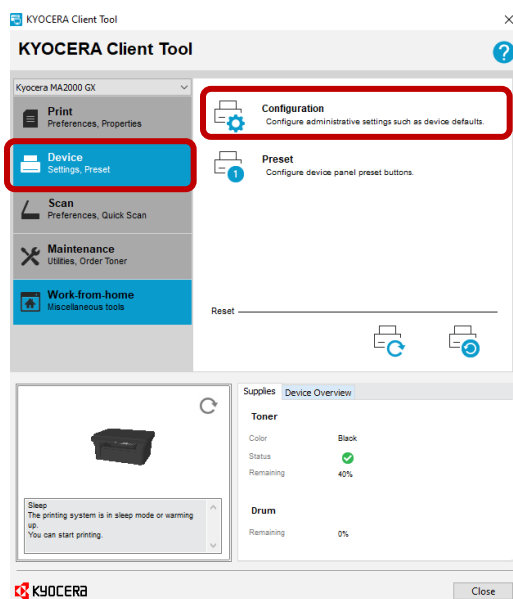 KYOCERA Client Tool
KYOCERA Client Tool
?
Kyocera MA2000 GX
Print
Preferences, Properties
Device
Settings, Preset
Scan
Preferences, Quick Scan
Maintenance
Utilities, Order Toner
Work-from-home
Miscellaneous tools
Configuration
Configure administrative settings such as device defaults.
1
Preset
Configure device panel preset buttons.
Reset
Sleep
The printing system is in sleep mode or warming
up.
You can start printing.
Supplies Device Overview
Toner
Color Black
Status
Remaining 40%
Drum
Remaining 0%
KYOCERA
Close